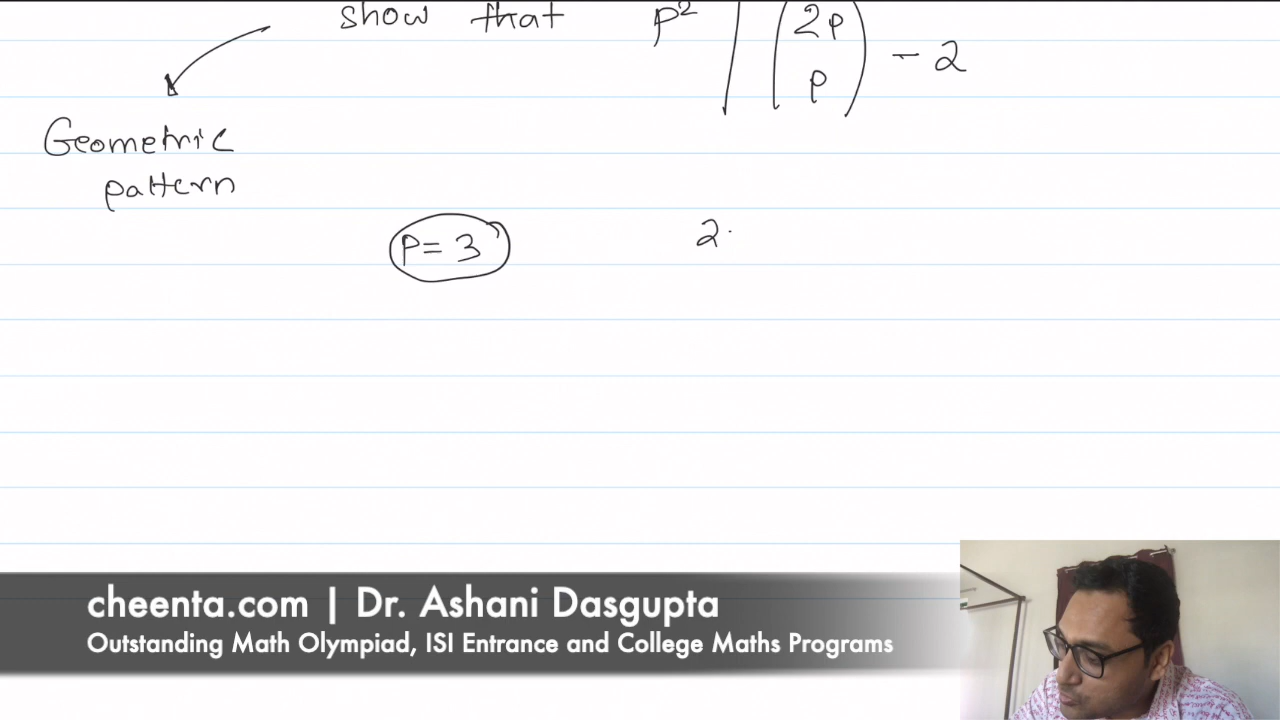 show that p² | (2p p) - 2
Geometric
pattern
P= 3 2·
cheenta.com | Dr. Ashani Dasgupta
Outstanding Math Olympiad, ISI Entrance and College Maths Programs